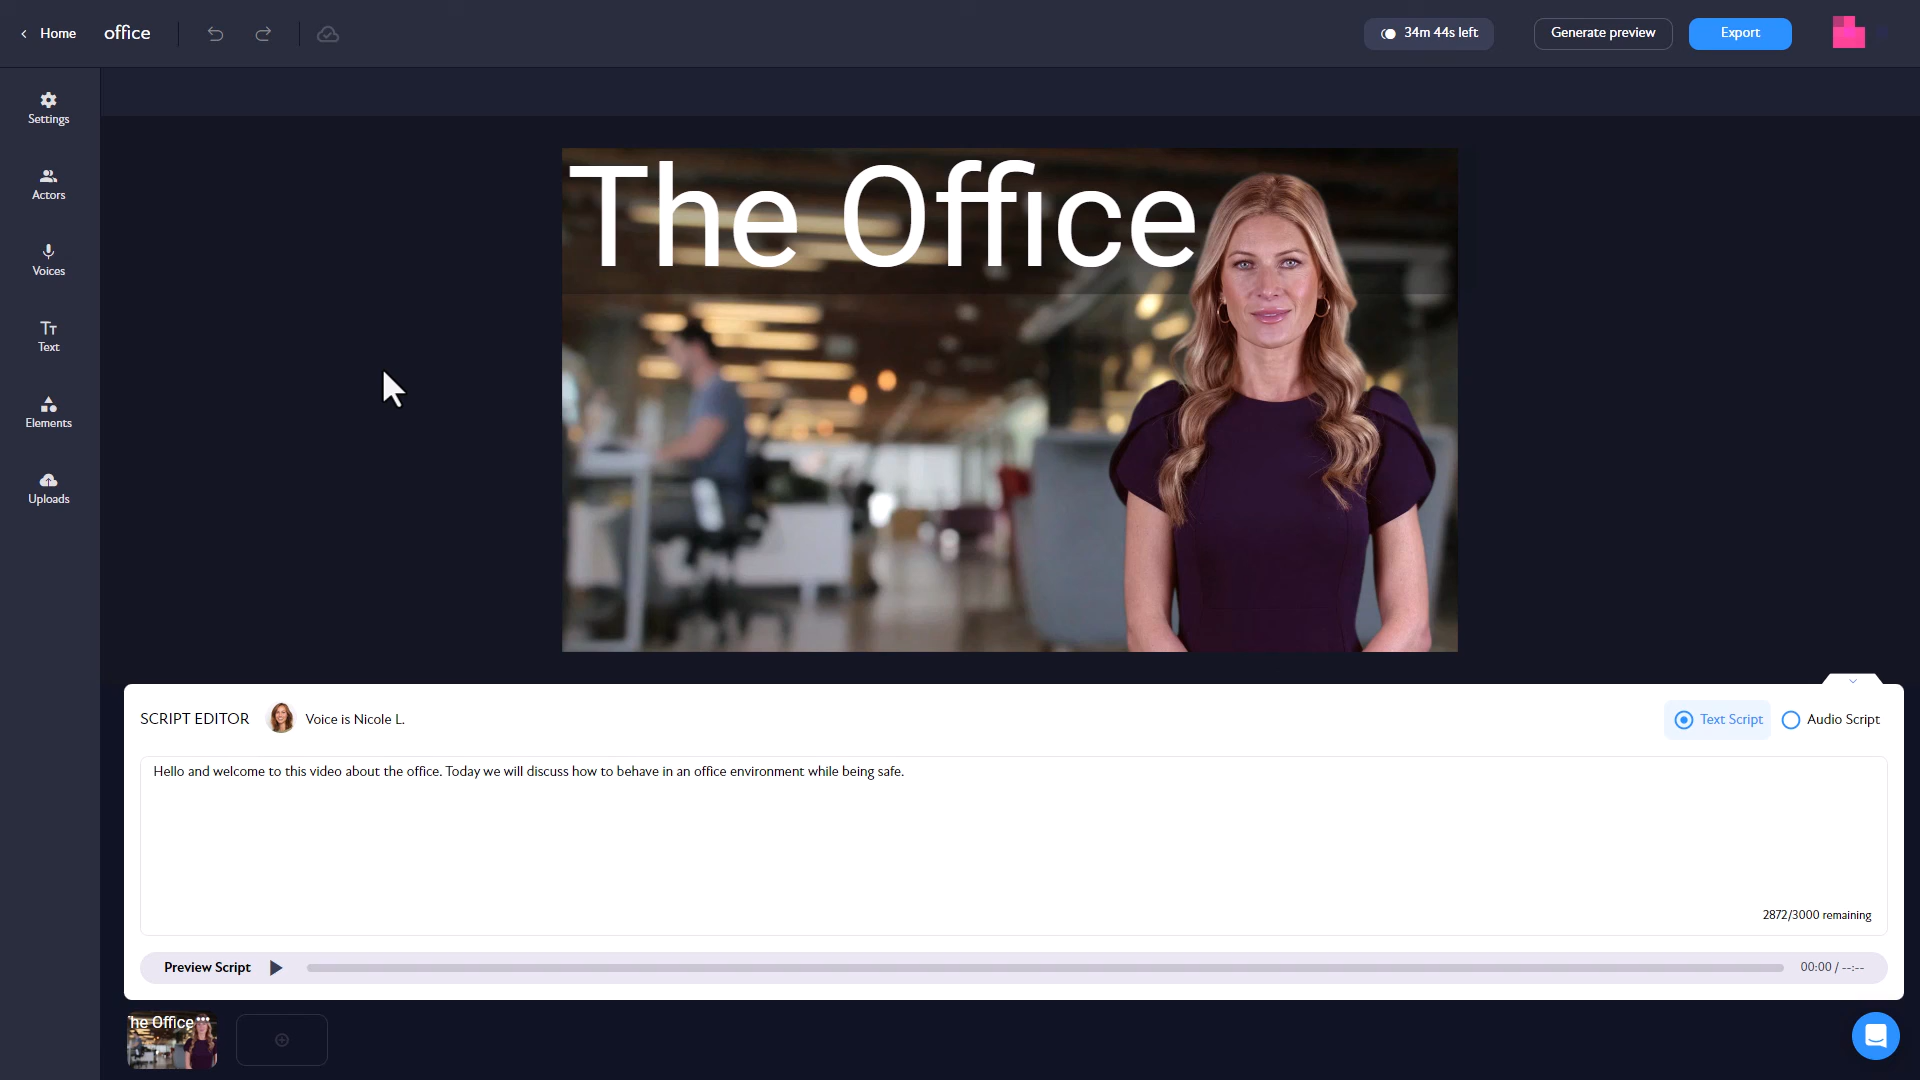 Home
office
34m 44s left
Generate preview
Export
Settings
Actors
Voices
Text
Elements
Uploads
The Office
SCRIPT EDITOR
Voice is Nicole L.
Text Script
Audio Script
Hello and welcome to this video about the office. Today we will discuss how to behave in an office environment while being safe.
2872/3000 remaining
Preview Script
00:00 / --:--
he Office